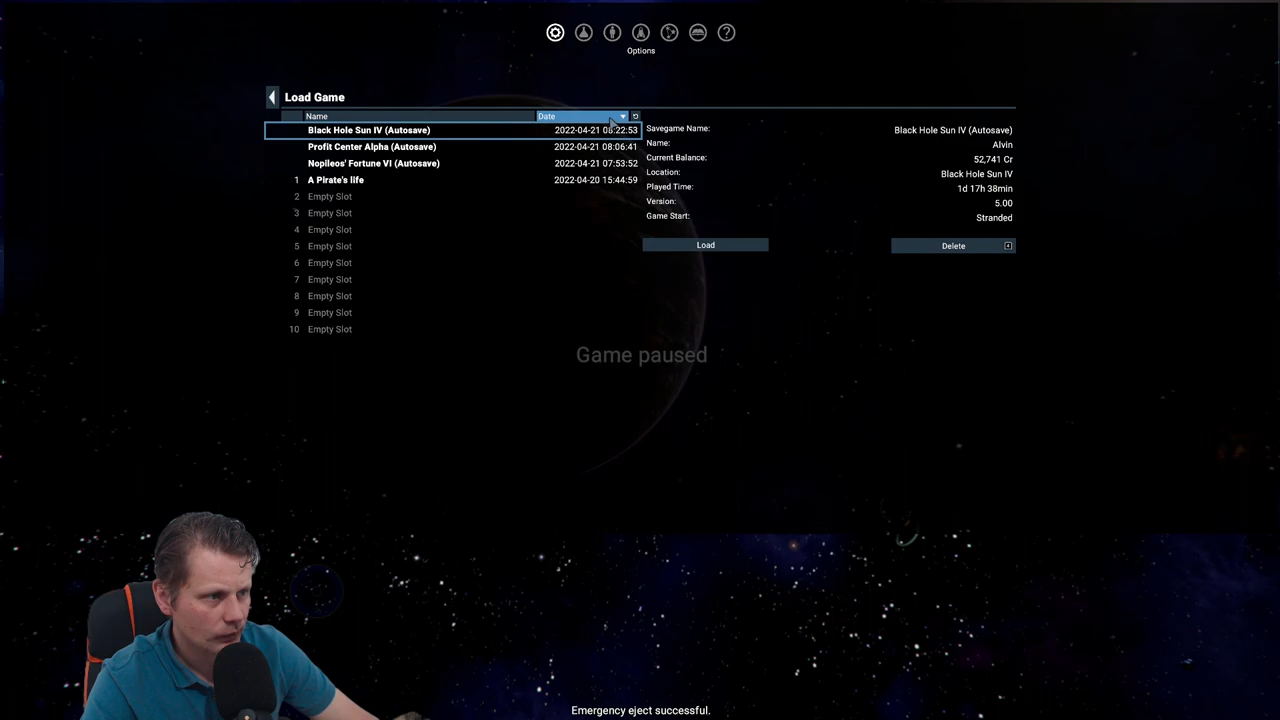 Options
Load Game
Name Date
Black Hole Sun IV (Autosave) 2022-04-21 08:22:53
Profit Center Alpha (Autosave) 2022-04-21 08:06:41
Nopileos' Fortune VI (Autosave) 2022-04-21 07:53:52
1 A Pirate's life 2022-04-20 15:44:59
2 Empty Slot
3 Empty Slot
4 Empty Slot
5 Empty Slot
6 Empty Slot
7 Empty Slot
8 Empty Slot
9 Empty Slot
10 Empty Slot
Savegame Name: Black Hole Sun IV (Autosave)
Name: Alvin
Current Balance: 52,741 Cr
Location: Black Hole Sun IV
Played Time: 1d 17h 38min
Version: 5.00
Game Start: Stranded
Load Delete
Game paused
Emergency eject successful.